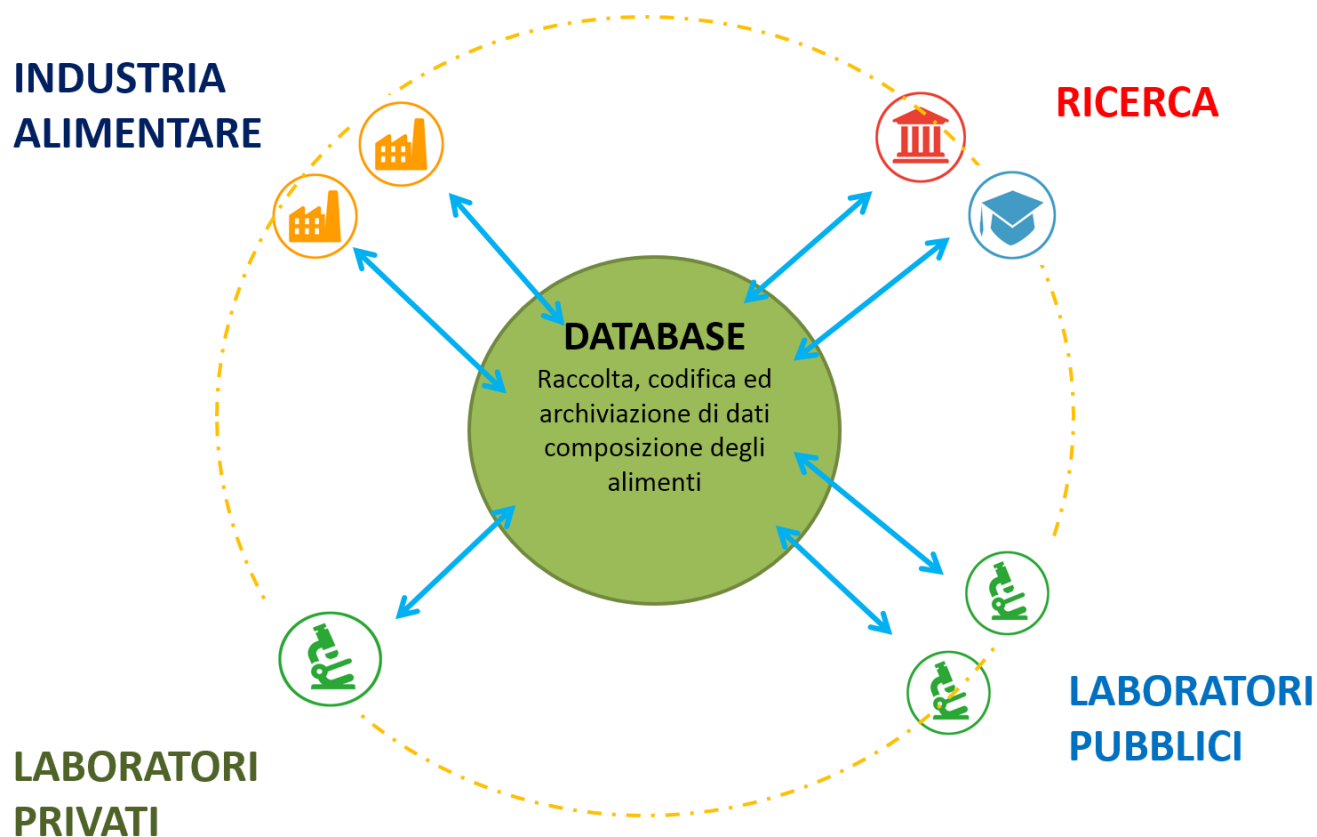 INDUSTRIA
ALIMENTARE
RICERCA
DATABASE
Raccolta, codifica ed
archiviazione di dati
composizione degli
alimenti
LABORATORI
PUBBLICI
LABORATORI
PRIVATI